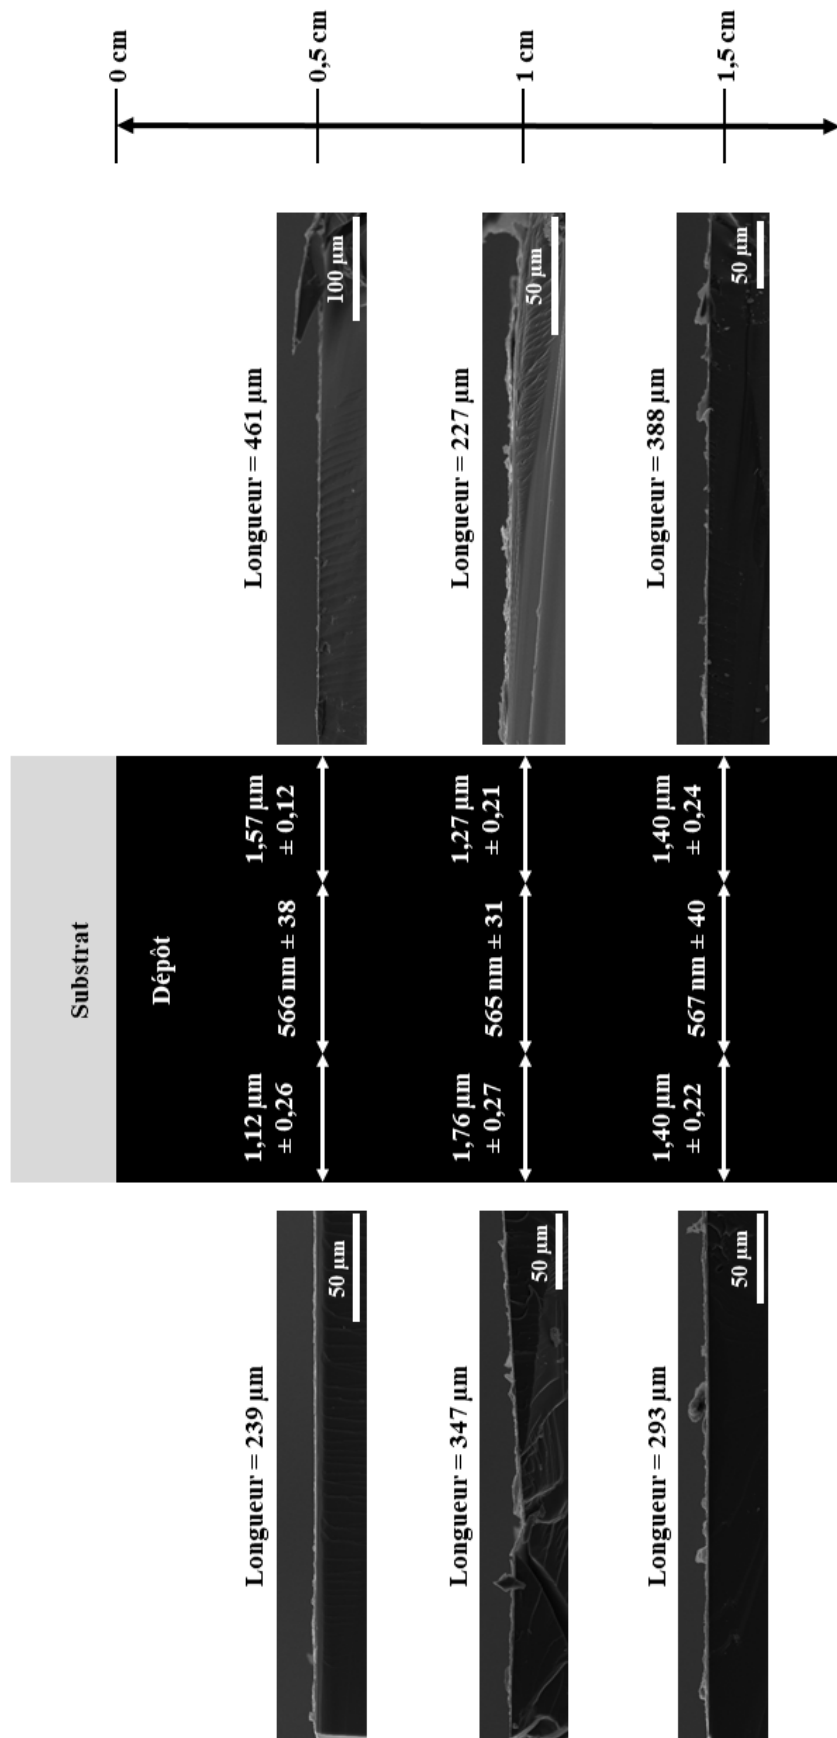 Substrat
Dépôt
Longueur = 239 µm
50 µm
1,12 µm
± 0,26
566 nm ± 38
1,57 µm
± 0,12
Longueur = 461 µm
100 µm
Longueur = 347 µm
50 µm
1,76 µm
± 0,27
565 nm ± 31
1,27 µm
± 0,21
Longueur = 227 µm
50 µm
Longueur = 293 µm
50 µm
1,40 µm
± 0,22
567 nm ± 40
1,40 µm
± 0,24
Longueur = 388 µm
50 µm
0 cm
0,5 cm
1 cm
1,5 cm